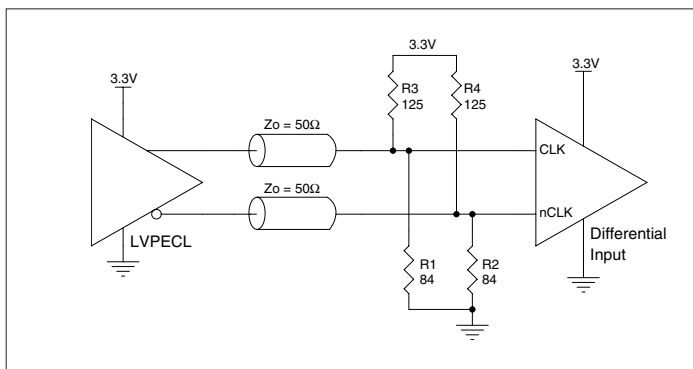 3.3V
3.3V
3.3V
R3
125
R4
125
Zo = 50Ω
CLK
Zo = 50Ω
nCLK
LVPECL
Differential
Input
R1
84
R2
84